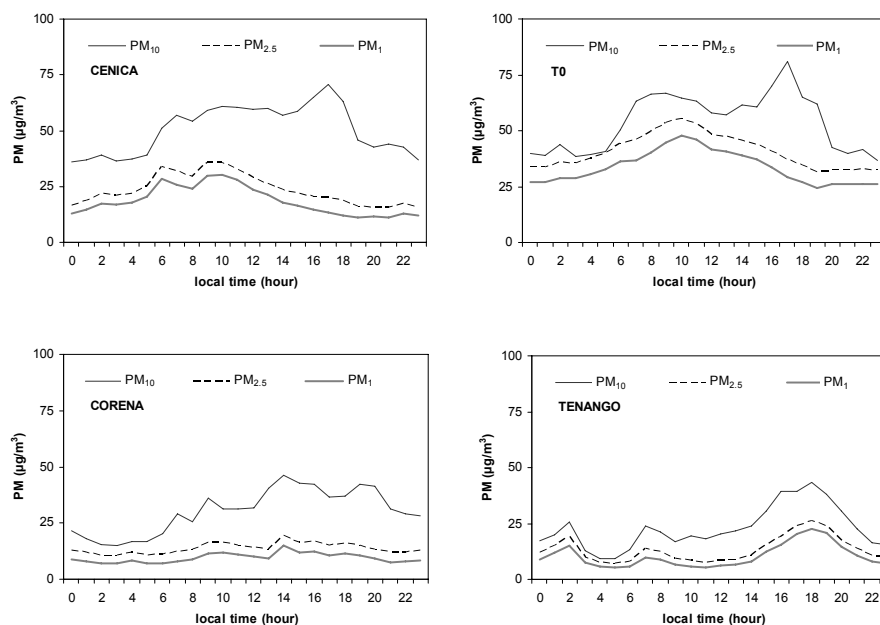 100
75
50
25
0
PM (µg/m³)
PM₁₀ PM₂.₅ PM₁
CENICA
0 2 4 6 8 10 12 14 16 18 20 22
local time (hour)
100
75
50
25
0
PM (µg/m³)
PM₁₀ PM₂.₅ PM₁
T0
0 2 4 6 8 10 12 14 16 18 20 22
local time (hour)
100
75
50
25
0
PM (µg/m³)
PM₁₀ PM₂.₅ PM₁
CORENA
0 2 4 6 8 10 12 14 16 18 20 22
local time (hour)
100
75
50
25
0
PM (µg/m³)
PM₁₀ PM₂.₅ PM₁
TENANGO
0 2 4 6 8 10 12 14 16 18 20 22
local time (hour)